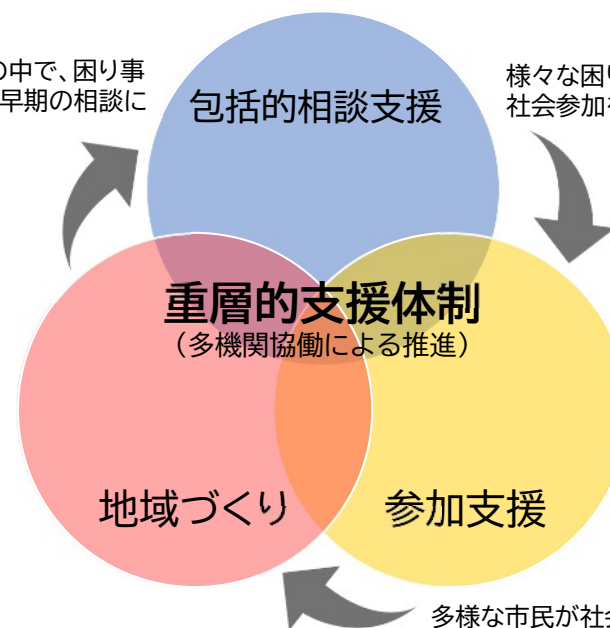 の中で、困り事
早期の相談に
様々な困り
社会参加を
包括的相談支援
重層的支援体制
（多機関協働による推進）
地域づくり
参加支援
多様な市民が社会